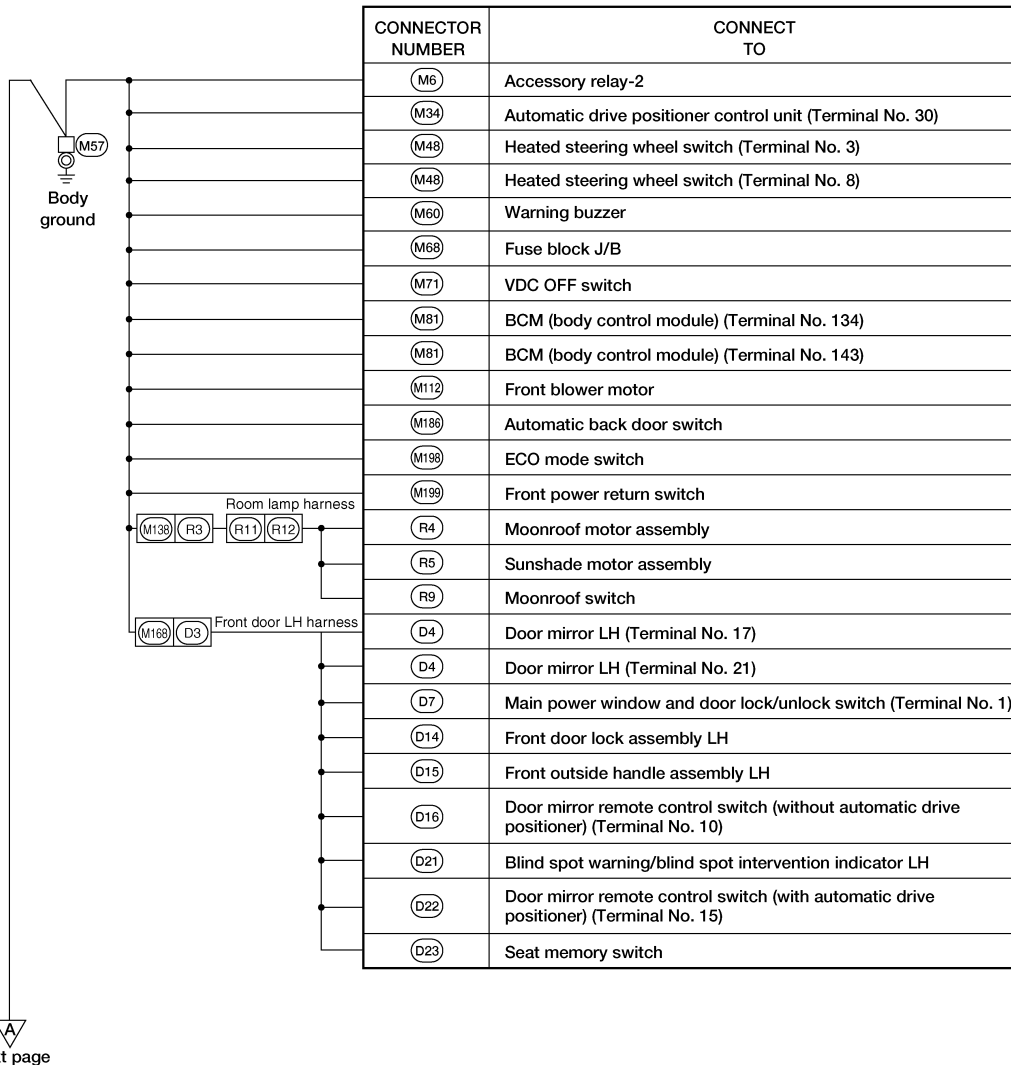 CONNECTOR
NUMBER
CONNECT
TO
M6 Accessory relay-2
M34 Automatic drive positioner control unit (Terminal No. 30)
M57
M48 Heated steering wheel switch (Terminal No. 3)
M48 Heated steering wheel switch (Terminal No. 8)
Body
ground
M60 Warning buzzer
M68 Fuse block J/B
M71 VDC OFF switch
M81 BCM (body control module) (Terminal No. 134)
M81 BCM (body control module) (Terminal No. 143)
M112 Front blower motor
M186 Automatic back door switch
M198 ECO mode switch
M199 Front power return switch
Room lamp harness
M138 R3 R11 R12 R4 Moonroof motor assembly
R5 Sunshade motor assembly
R9 Moonroof switch
Front door LH harness
M168 D3 D4 Door mirror LH (Terminal No. 17)
D4 Door mirror LH (Terminal No. 21)
D7 Main power window and door lock/unlock switch (Terminal No. 1)
D14 Front door lock assembly LH
D15 Front outside handle assembly LH
D16 Door mirror remote control switch (without automatic drive
positioner) (Terminal No. 10)
D21 Blind spot warning/blind spot intervention indicator LH
D22 Door mirror remote control switch (with automatic drive
positioner) (Terminal No. 15)
D23 Seat memory switch
A
t page